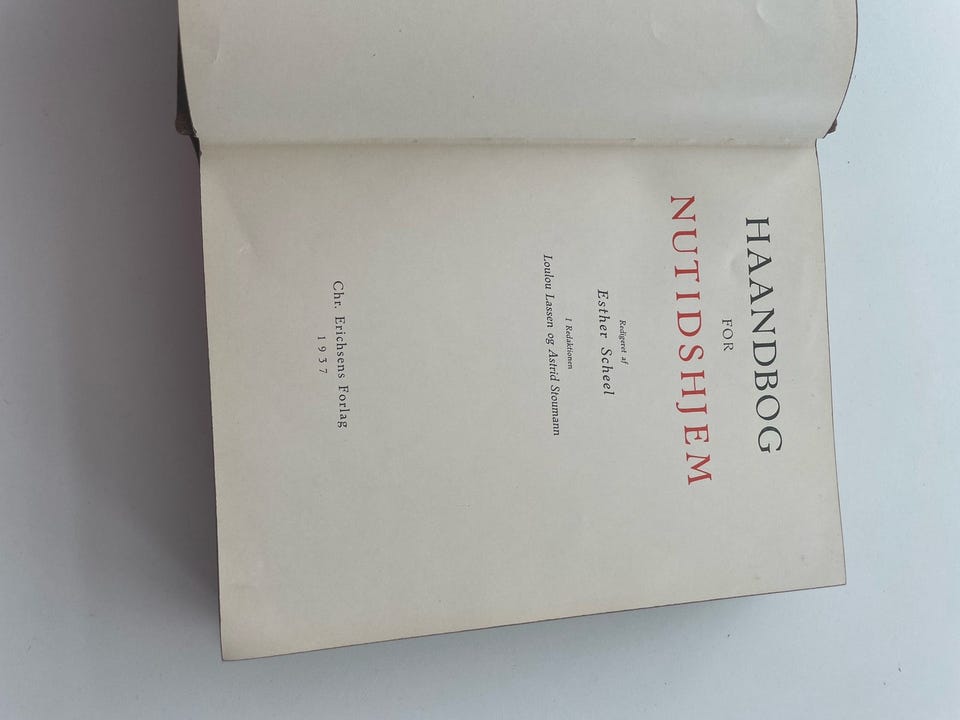 HAANDBOG
FOR
NUTIDSHJEM
Redigeret af
Esther Scheel
I Redaktionen
Loulou Lassen og Astrid Stoumann
Chr. Erichsens Forlag
1937